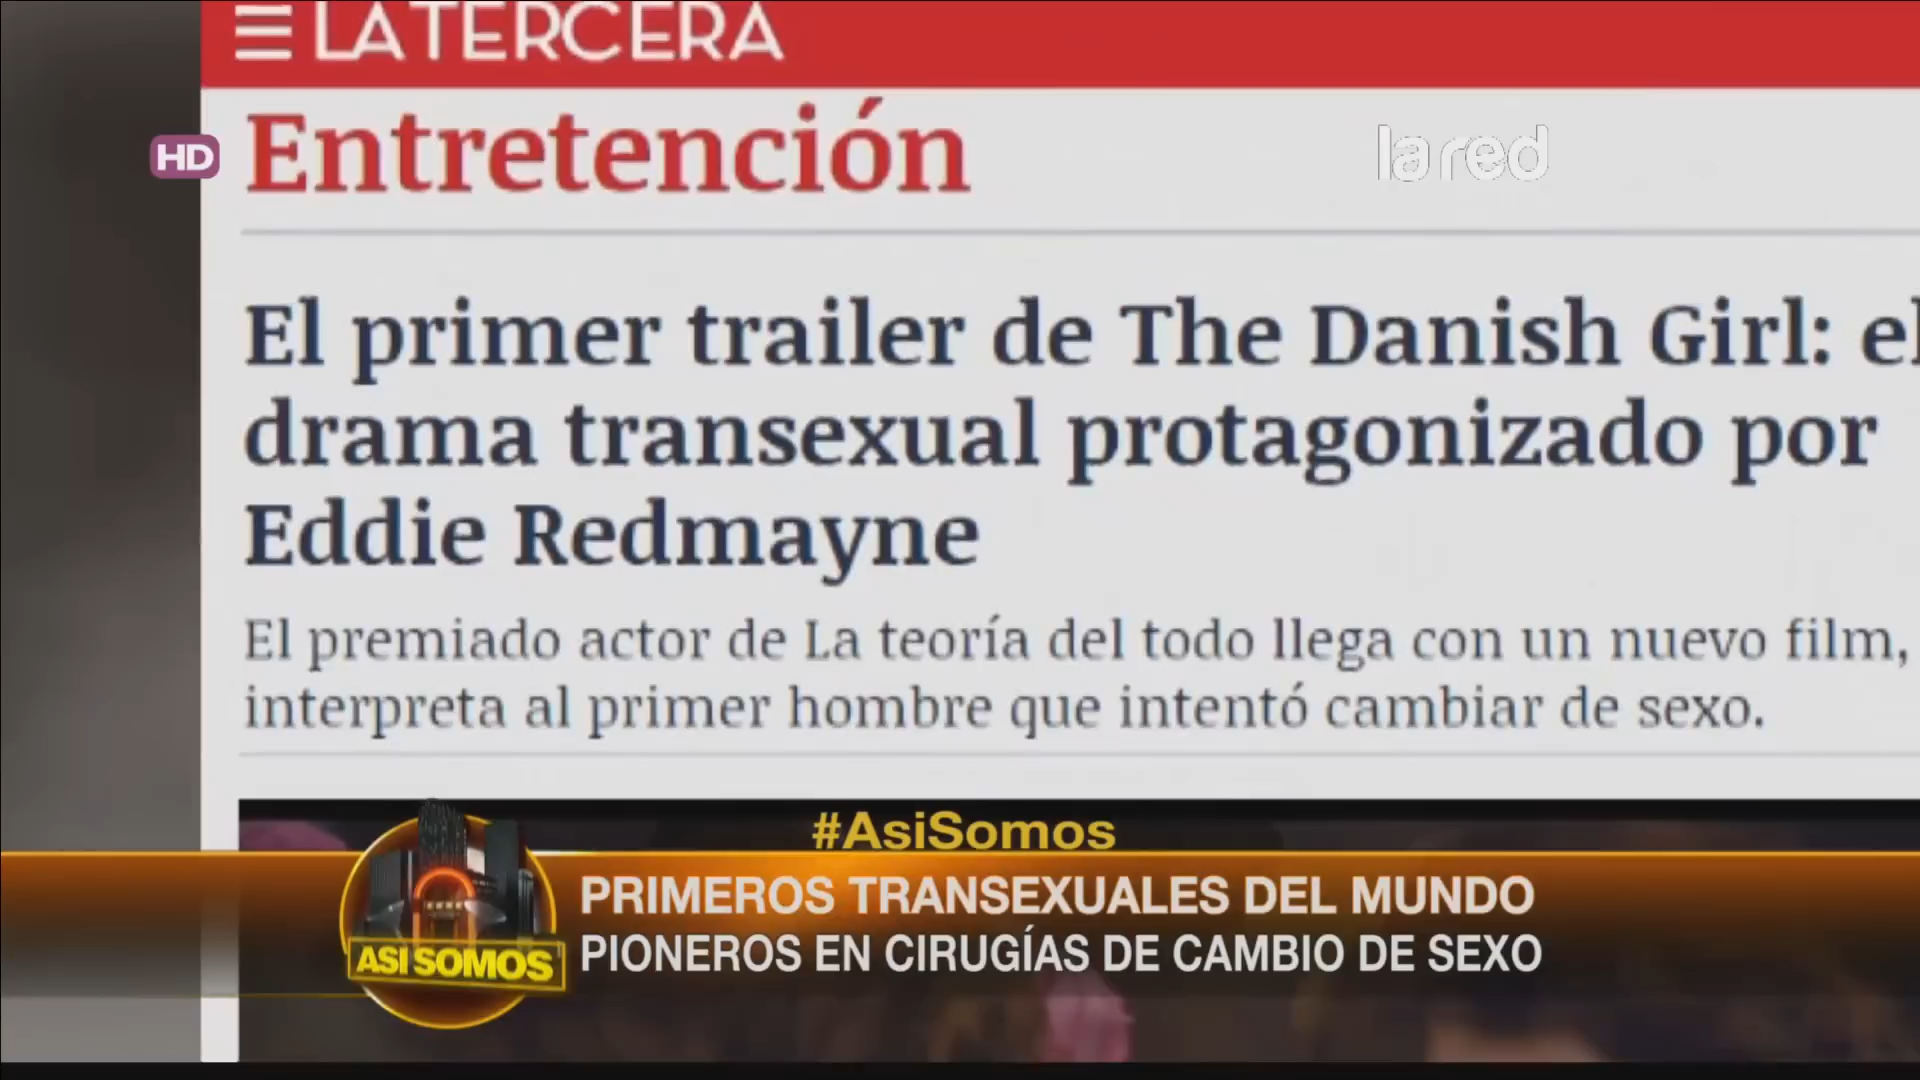 LA TERCERA
HD
Entretención
la red
El primer trailer de The Danish Girl: el
drama transexual protagonizado por
Eddie Redmayne
El premiado actor de La teoría del todo llega con un nuevo film,
interpreta al primer hombre que intentó cambiar de sexo.
#AsiSomos
PRIMEROS TRANSEXUALES DEL MUNDO
ASI SOMOS
PIONEROS EN CIRUGÍAS DE CAMBIO DE SEXO